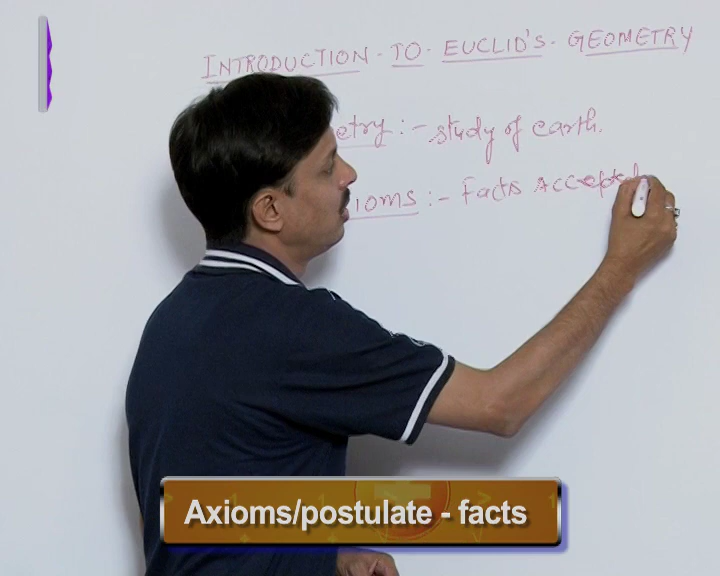 INTRODUCTION TO EUCLID'S GEOMETRY
etry :- study of earth.
ioms :- Facts Accepted
Axioms/postulate - facts